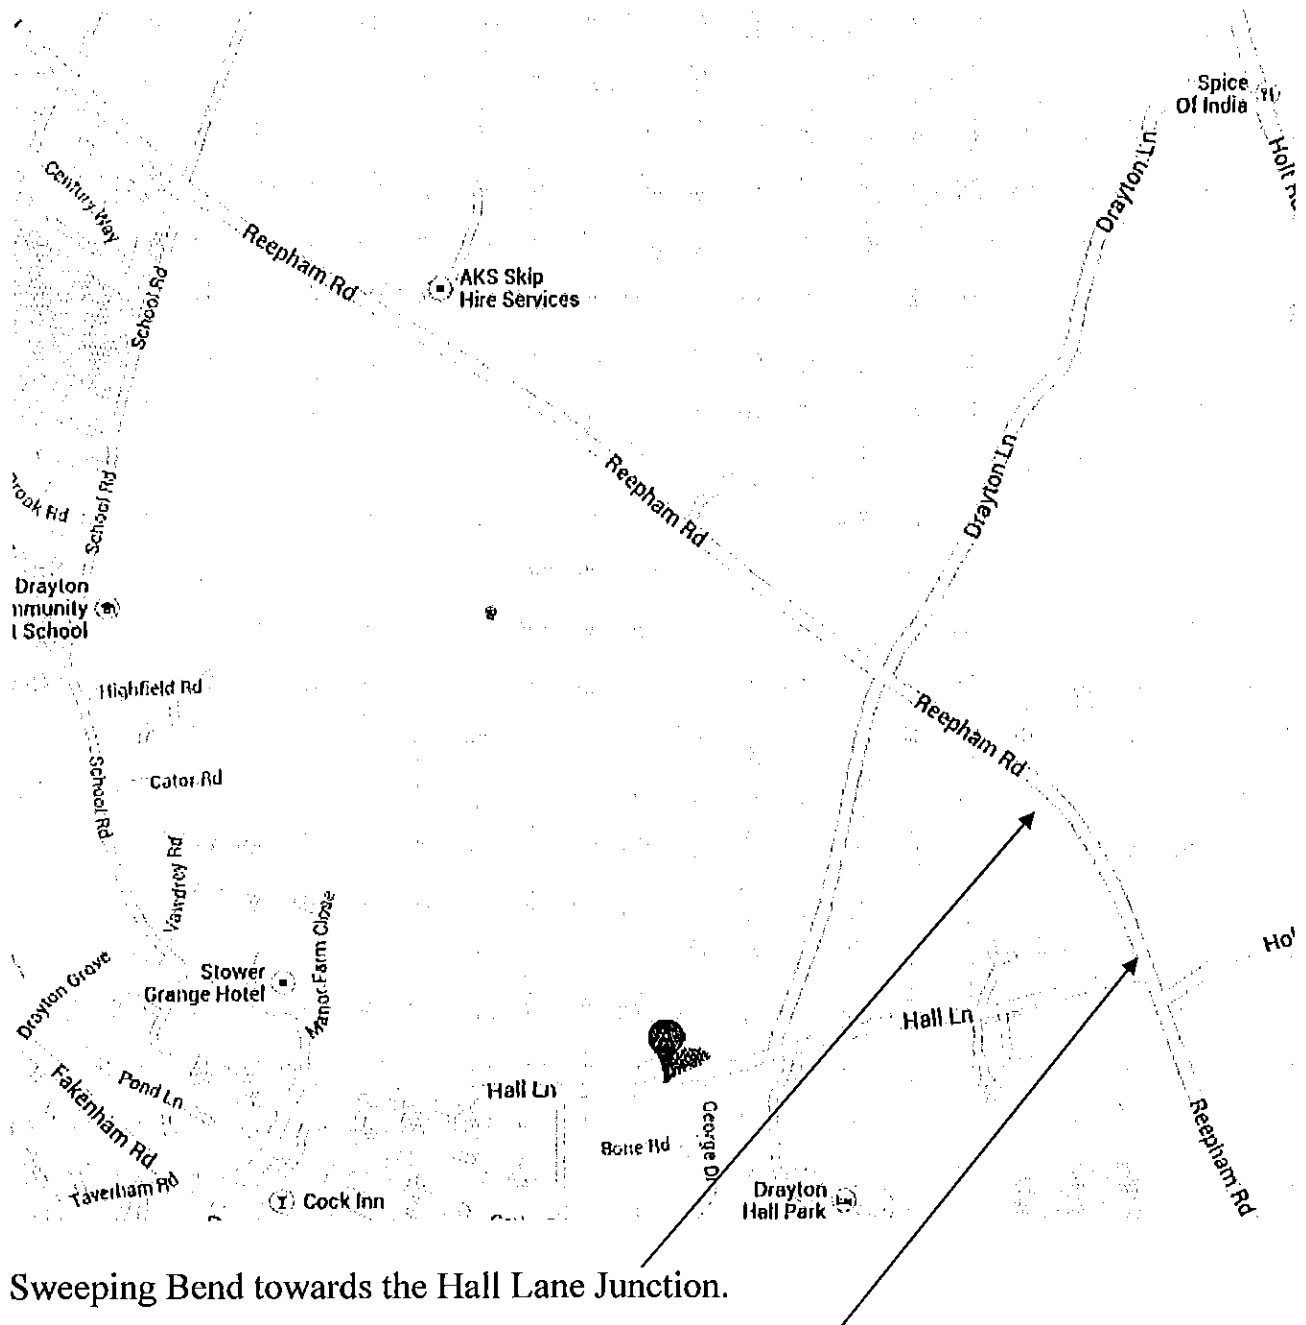 Spice
Of India
Holt
Drayton Ln
Century Way
Reepham Rd
AKS Skip
Hire Services
School Rd
Reepham Rd
Drayton Ln
School Rd
Rd
Drayton
School
Highfield Rd
Reepham Rd
School Rd
Cator Rd
Vawdrey Rd
Manor Farm Close
Drayton Grove
Stower
Grange Hotel
Hall Ln
Fakenham Rd
Pond Ln
Hall Ln
George
Bone Rd
Reepham Rd
Taverham Rd
Cock Inn
Drayton
Hall Park
Sweeping Bend towards the Hall Lane Junction.